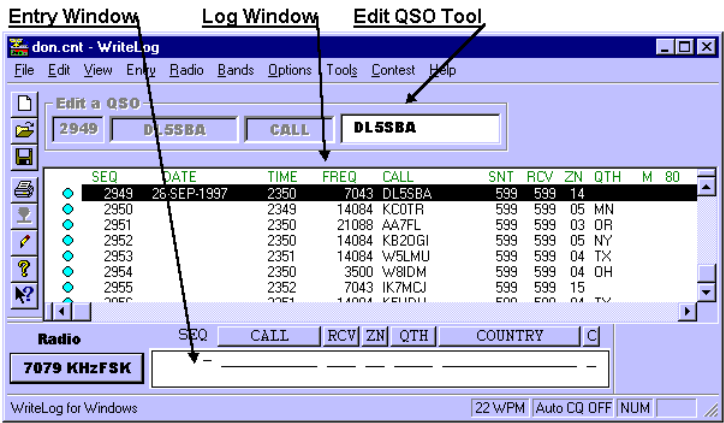 Entry Window Log Window Edit QSO Tool
don.cnt - WriteLog
File Edit View Entry Radio Bands Options Tools Contest Help
Edit a QSO
2949 DL5SBA CALL DL5SBA
SEQ DATE TIME FREQ CALL SNT RCV ZN QTH M 80
2949 26-SEP-1997 2350 7043 DL5SBA 599 599 14
2950 2349 14084 KC0TR 599 599 05 MN
2951 2350 21088 AA7FL 599 599 03 OR
2952 2350 14084 KB2OGI 599 599 05 NY
2953 2351 14084 W5LMU 599 599 04 TX
2954 2350 3500 W8IDM 599 599 04 OH
2955 2352 7043 IK7MCJ 599 599 15
Radio SEQ CALL RCV ZN QTH COUNTRY C
7079 KHzFSK
WriteLog for Windows 22 WPM Auto CQ OFF NUM